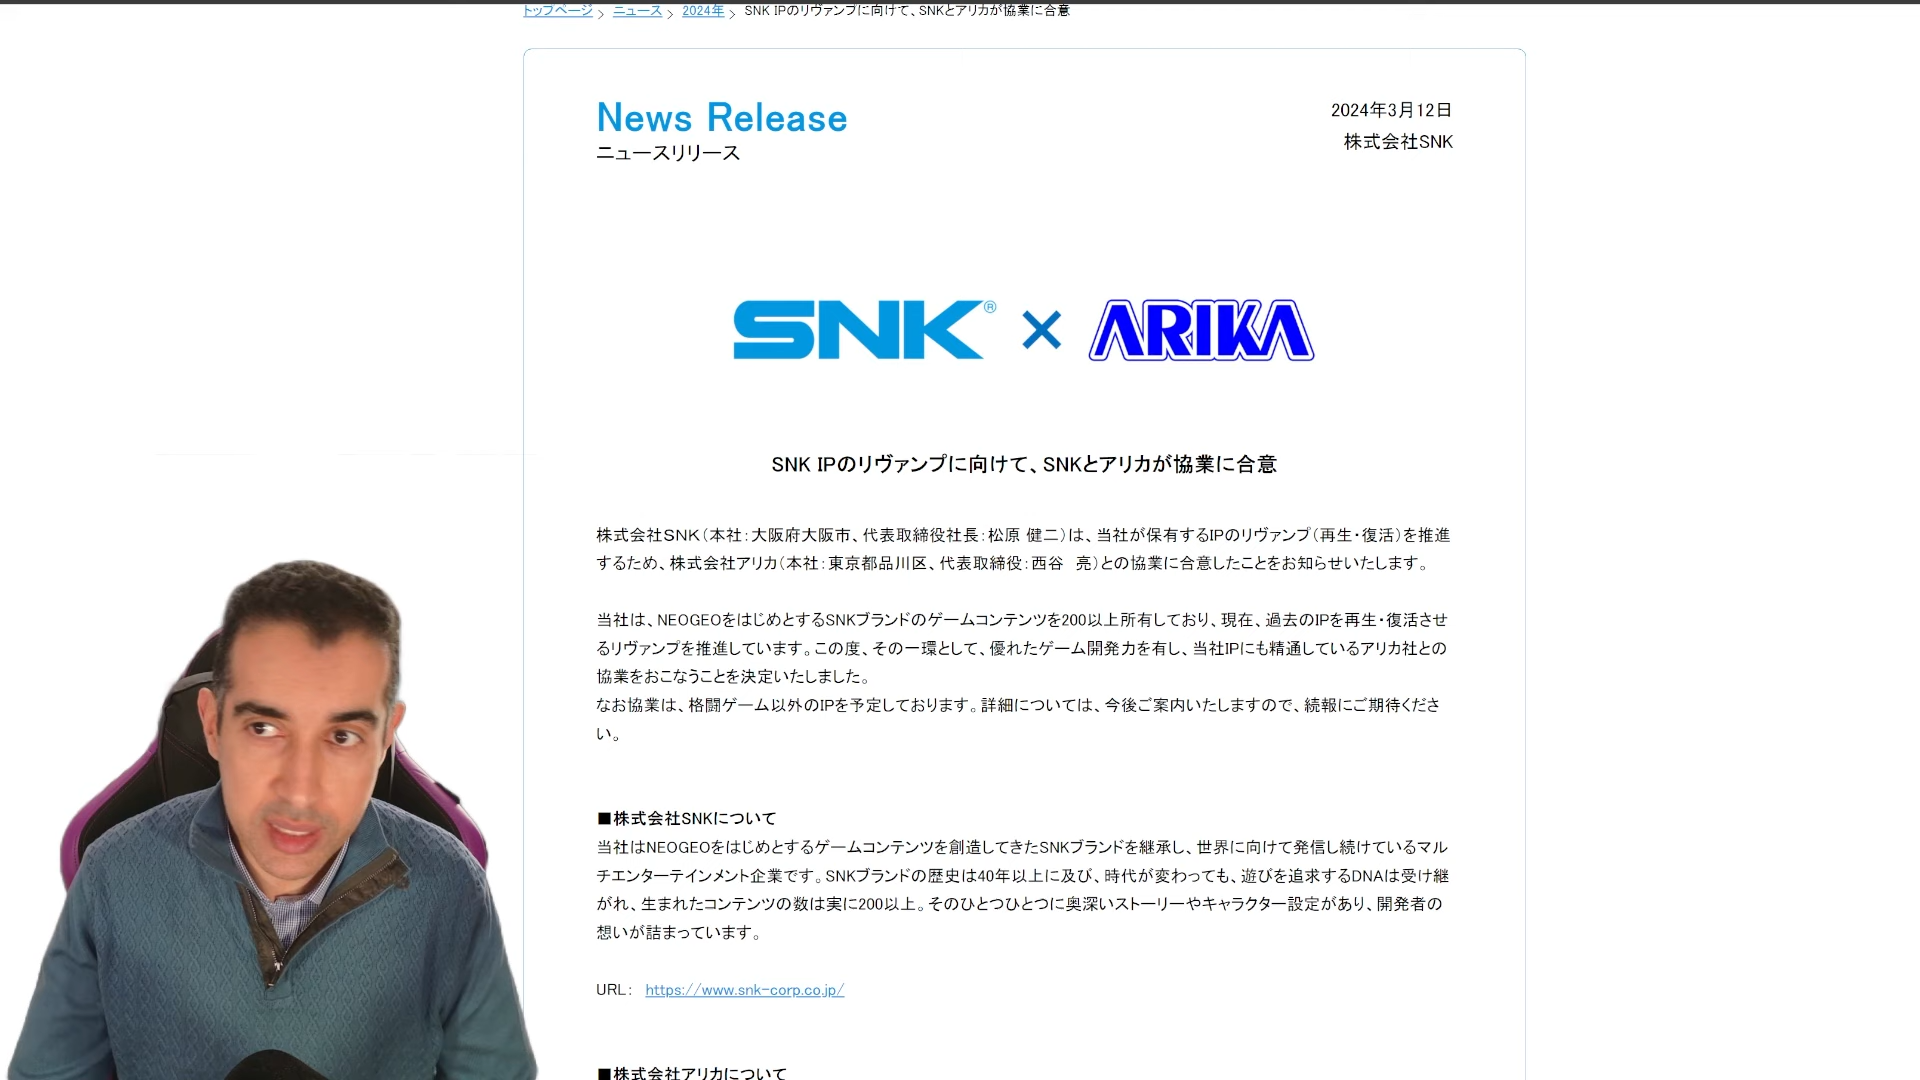 トップページ > ニュース > 2024年 > SNK IPのリヴァンプに向けて、SNKとアリカが協業に合意
News Release
ニュースリリース
2024年3月12日
株式会社SNK
SNK® × ARIKA
SNK IPのリヴァンプに向けて、SNKとアリカが協業に合意
株式会社SNK（本社：大阪府大阪市、代表取締役社長：松原 健二）は、当社が保有するIPのリヴァンプ（再生・復活）を推進
するため、株式会社アリカ（本社：東京都品川区、代表取締役：西谷　亮）との協業に合意したことをお知らせいたします。
当社は、NEOGEOをはじめとするSNKブランドのゲームコンテンツを200以上所有しており、現在、過去のIPを再生・復活させ
るリヴァンプを推進しています。この度、その一環として、優れたゲーム開発力を有し、当社IPにも精通しているアリカ社との
協業をおこなうことを決定いたしました。
なお協業は、格闘ゲーム以外のIPを予定しております。詳細については、今後ご案内いたしますので、続報にご期待くださ
い。
■株式会社SNKについて
当社はNEOGEOをはじめとするゲームコンテンツを創造してきたSNKブランドを継承し、世界に向けて発信し続けているマル
チエンターテインメント企業です。SNKブランドの歴史は40年以上に及び、時代が変わっても、遊びを追求するDNAは受け継
がれ、生まれたコンテンツの数は実に200以上。そのひとつひとつに奥深いストーリーやキャラクター設定があり、開発者の
想いが詰まっています。
URL： https://www.snk-corp.co.jp/
■株式会社アリカについて